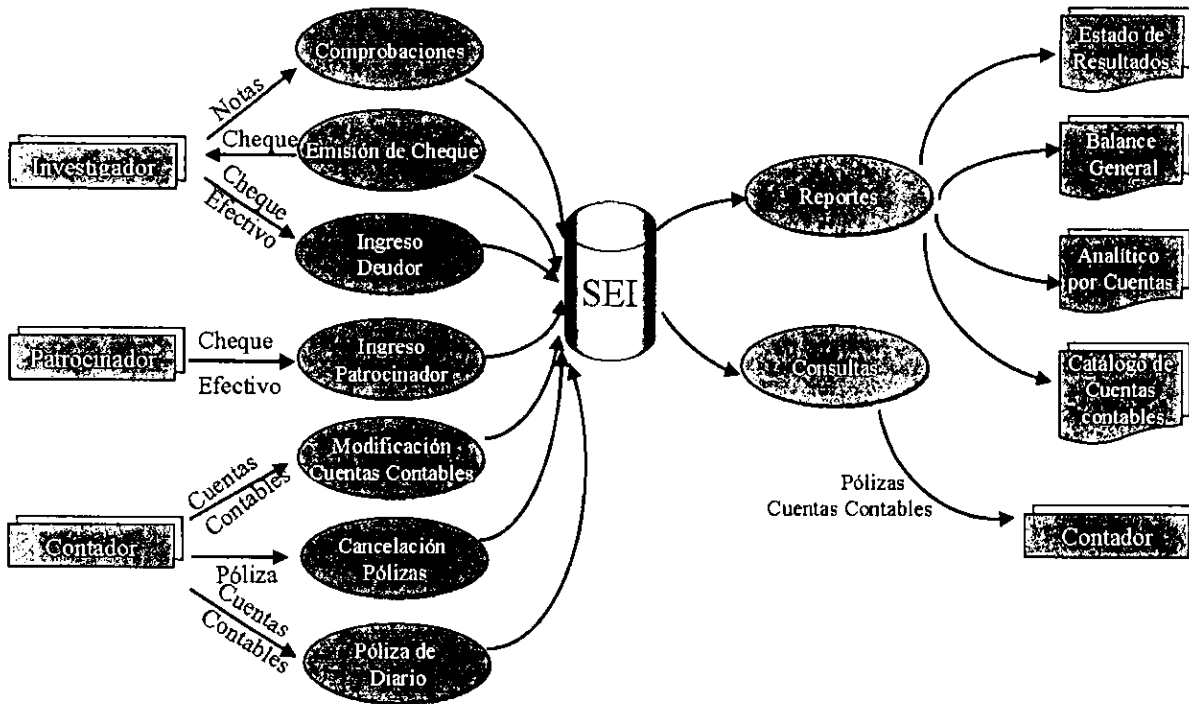 Comprobaciones
Notas
Cheque
Emisión de Cheque
Investigador
Cheque
Efectivo
Ingreso
Deudor
Patrocinador
Cheque
Efectivo
Ingreso
Patrocinador
Modificación
Cuentas Contables
Cuentas
Contables
Contador
Póliza
Cancelación
Pólizas
Cuentas
Contables
Póliza de
Diario
SEI
Reportes
Consultas
Estado de
Resultados
Balance
General
Analítico
por Cuentas
Catálogo de
Cuentas
contables
Pólizas
Cuentas Contables
Contador